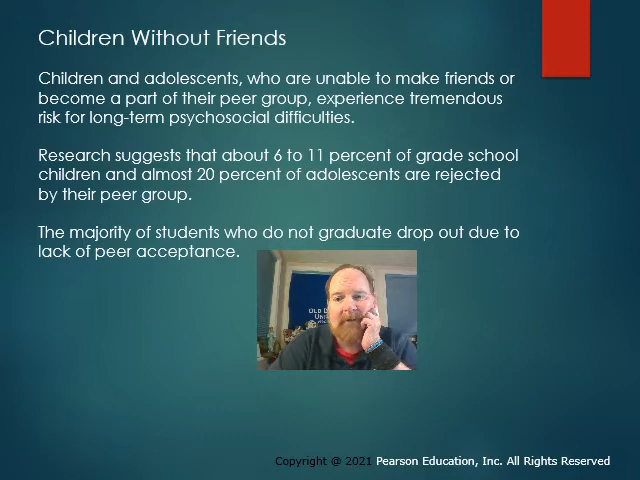 Children Without Friends
Children and adolescents, who are unable to make friends or
become a part of their peer group, experience tremendous
risk for long-term psychosocial difficulties.
Research suggests that about 6 to 11 percent of grade school
children and almost 20 percent of adolescents are rejected
by their peer group.
The majority of students who do not graduate drop out due to
lack of peer acceptance.
OLD
Copyright @ 2021 Pearson Education, Inc. All Rights Reserved